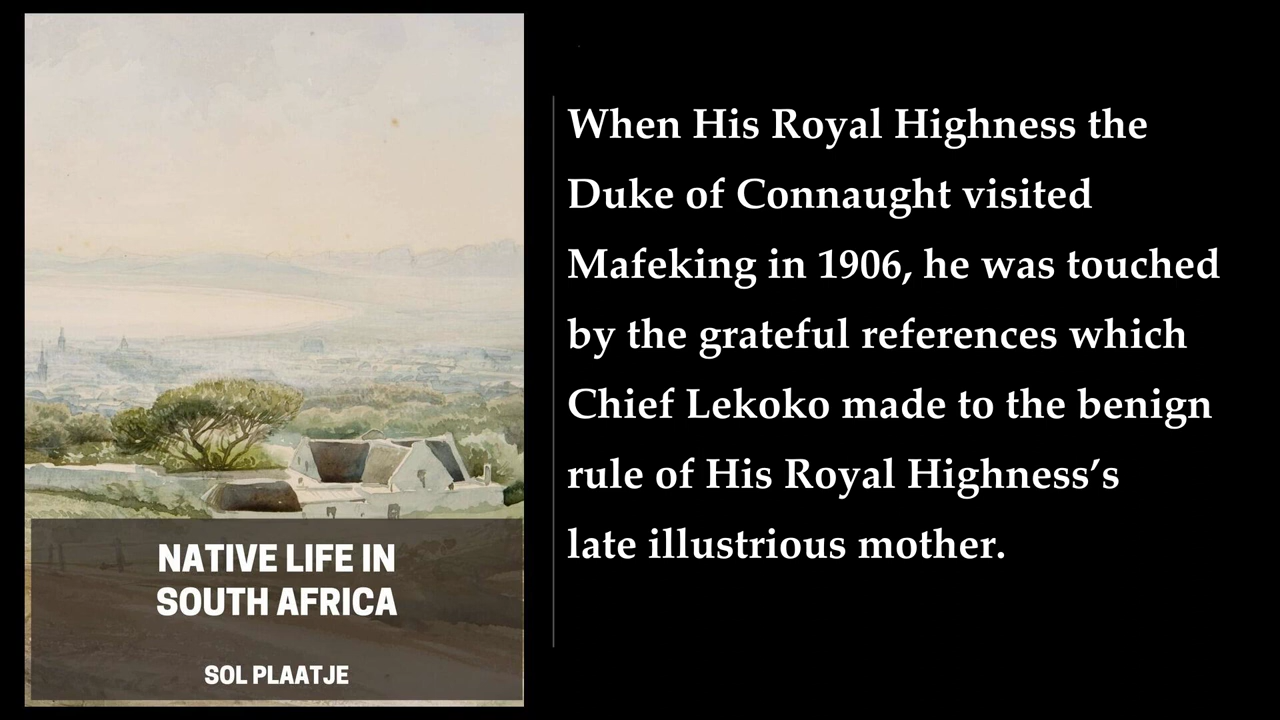 NATIVE LIFE IN
SOUTH AFRICA
SOL PLAATJE
When His Royal Highness the
Duke of Connaught visited
Mafeking in 1906, he was touched
by the grateful references which
Chief Lekoko made to the benign
rule of His Royal Highness’s
late illustrious mother.